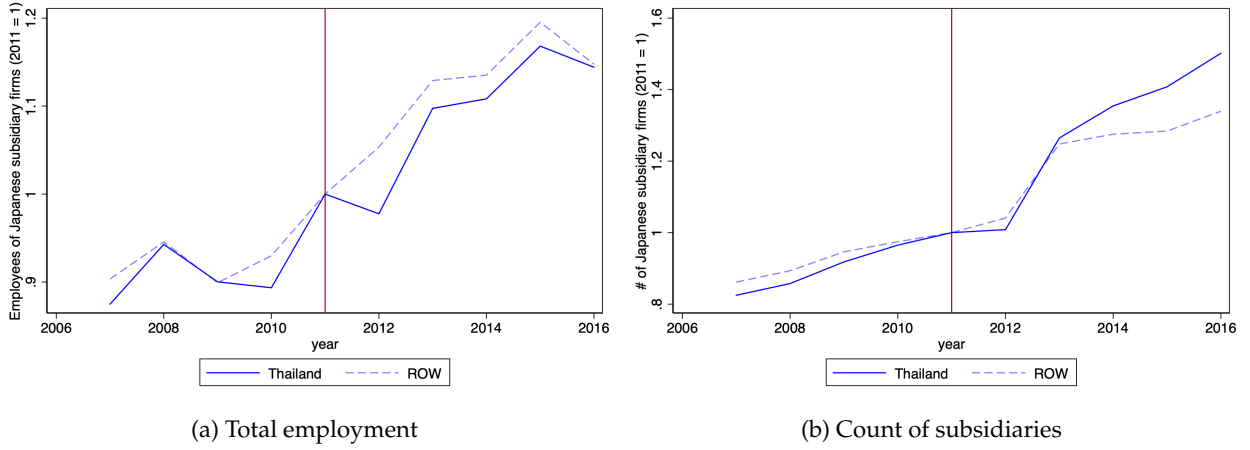 Employees of Japanese subsidiary firms (2011 = 1)
1.2
1.1
1
.9
2006 2008 2010 2012 2014 2016
year
Thailand ROW
(a) Total employment
# of Japanese subsidiary firms (2011 = 1)
1.6
1.4
1.2
1
.8
2006 2008 2010 2012 2014 2016
year
Thailand ROW
(b) Count of subsidiaries